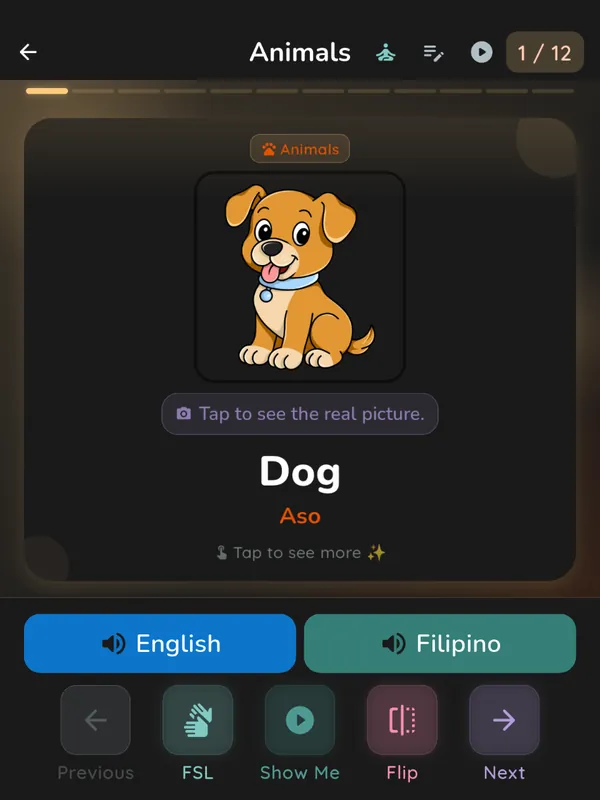 Animals
1 / 12
Animals
Tap to see the real picture.
Dog
Aso
Tap to see more ✨
English
Filipino
Previous
FSL
Show Me
Flip
Next